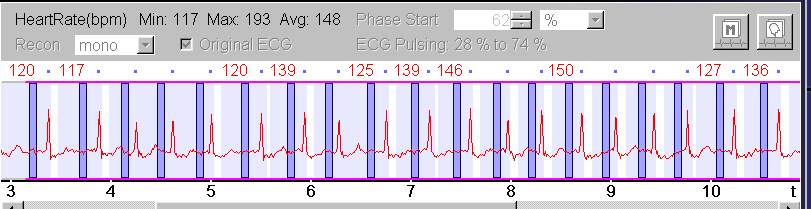 HeartRate(bpm) Min: 117 Max: 193 Avg: 148 Phase Start 62 %
Recon mono Original ECG ECG Pulsing: 28 % to 74 %
120 117 120 139 125 139 146 150 127 136
3 4 5 6 7 8 9 10 t
M